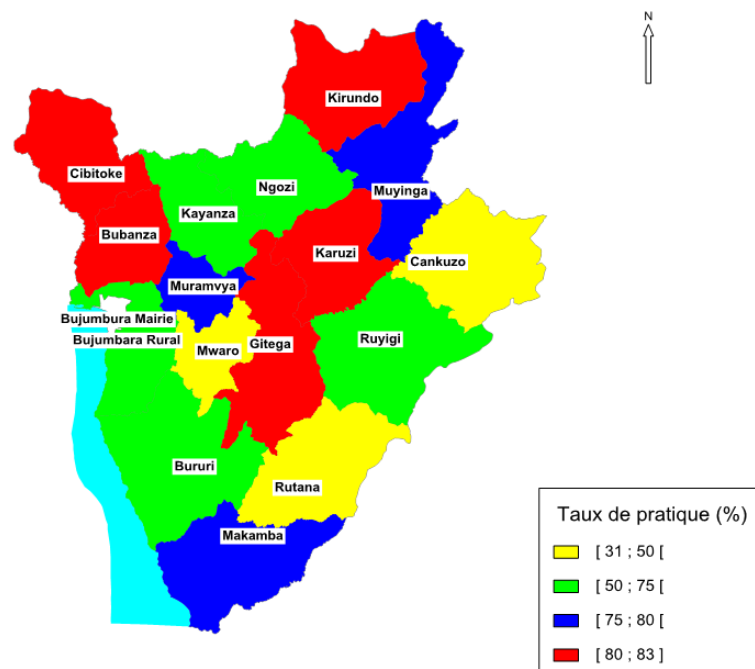 N
Kirundo
Cibitoke
Ngozi
Muyinga
Kayanza
Bubanza
Karuzi
Cankuzo
Muramvya
Bujumbura Mairie
Bujumbara Rural
Mwaro
Gitega
Ruyigi
Bururi
Rutana
Makamba
Taux de pratique (%)
[ 31 ; 50 [
[ 50 ; 75 [
[ 75 ; 80 [
[ 80 ; 83 ]